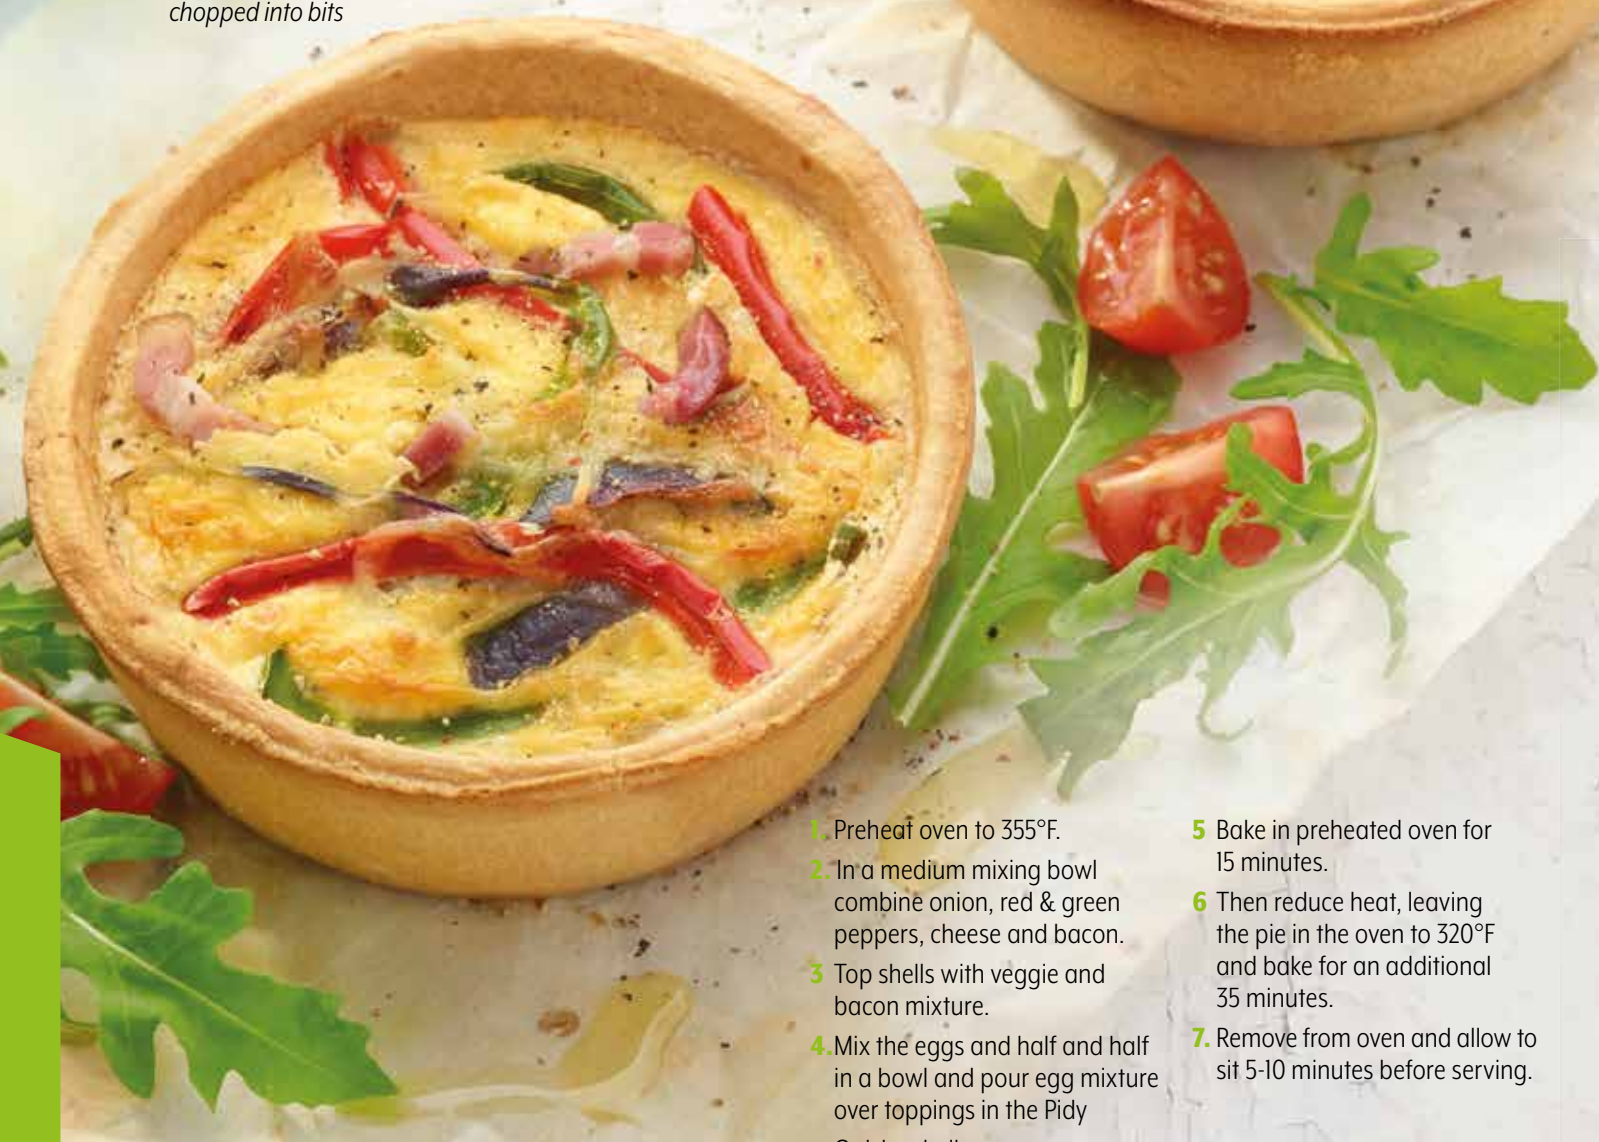 chopped into bits
1. Preheat oven to 355°F.
2. In a medium mixing bowl
combine onion, red & green
peppers, cheese and bacon.
3 Top shells with veggie and
bacon mixture.
4. Mix the eggs and half and half
in a bowl and pour egg mixture
over toppings in the Pidy
5 Bake in preheated oven for
15 minutes.
6 Then reduce heat, leaving
the pie in the oven to 320°F
and bake for an additional
35 minutes.
7. Remove from oven and allow to
sit 5-10 minutes before serving.